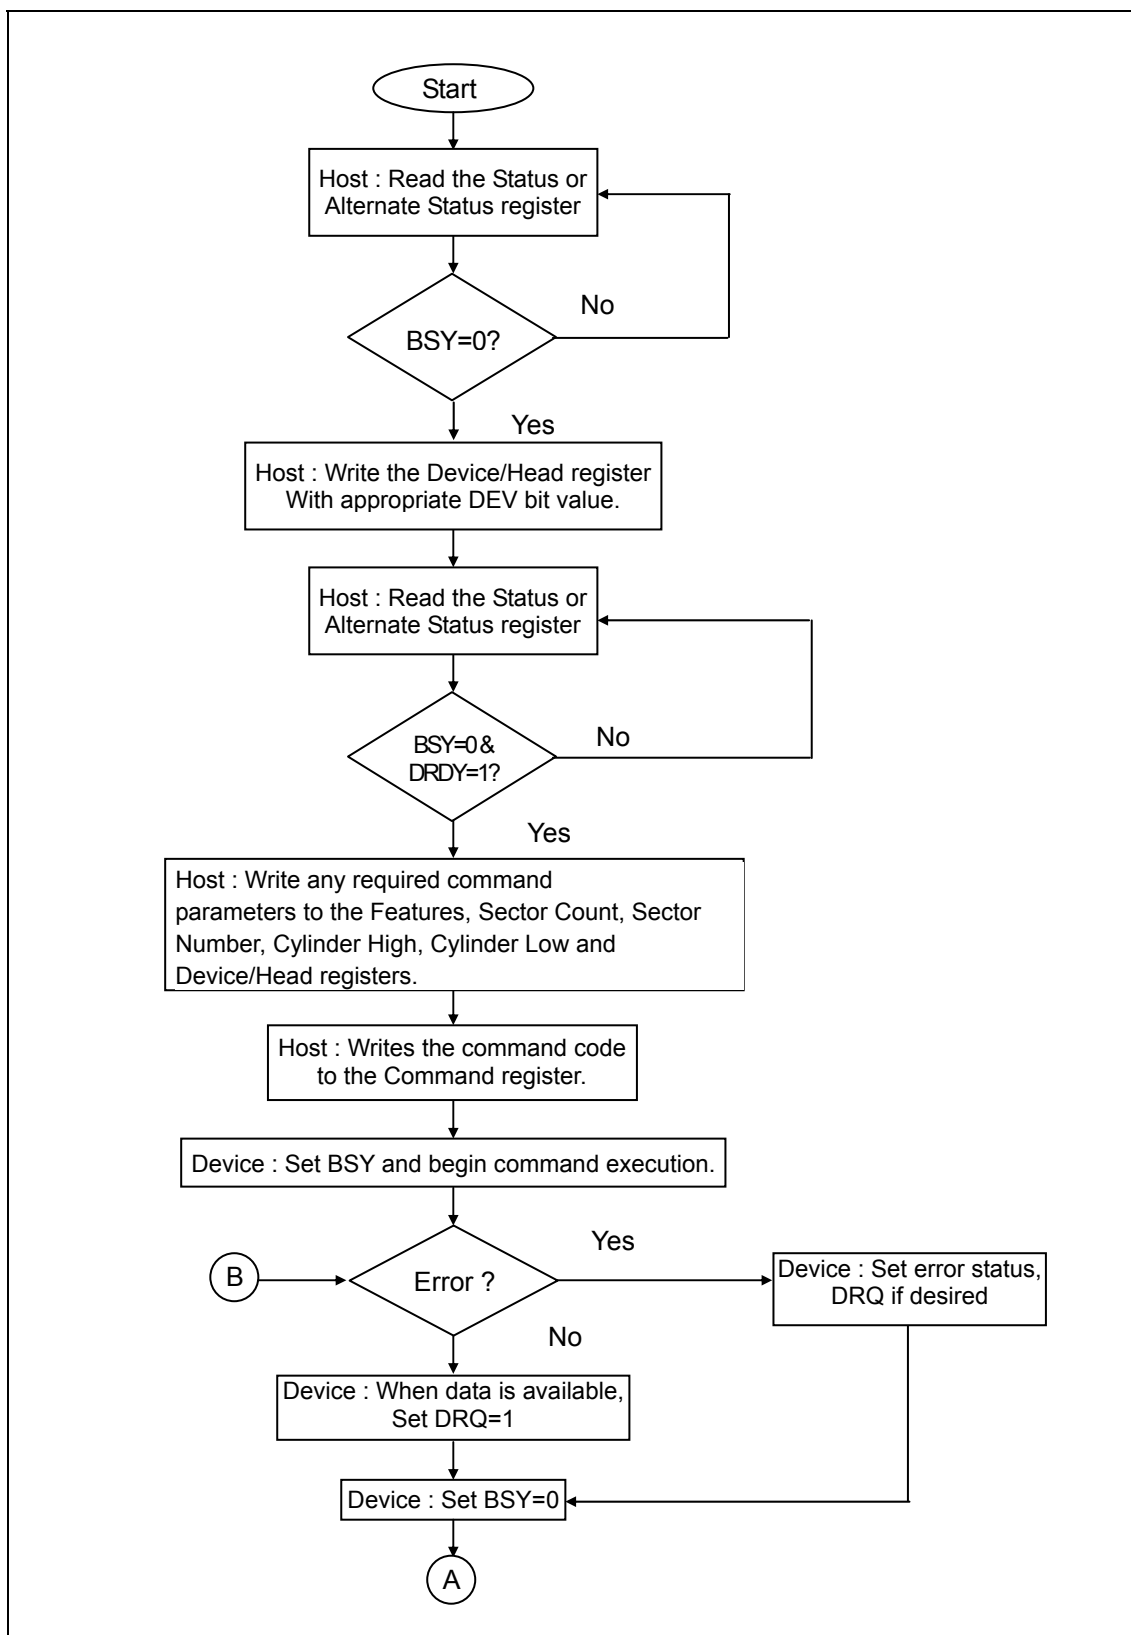 Start
Host : Read the Status or
Alternate Status register
No
BSY=0?
Yes
Host : Write the Device/Head register
With appropriate DEV bit value.
Host : Read the Status or
Alternate Status register
No
BSY=0 &
DRDY=1?
Yes
Host : Write any required command
parameters to the Features, Sector Count, Sector
Number, Cylinder High, Cylinder Low and
Device/Head registers.
Host : Writes the command code
to the Command register.
Device : Set BSY and begin command execution.
Yes
B
Error ?
Device : Set error status,
DRQ if desired
No
Device : When data is available,
Set DRQ=1
Device : Set BSY=0
A